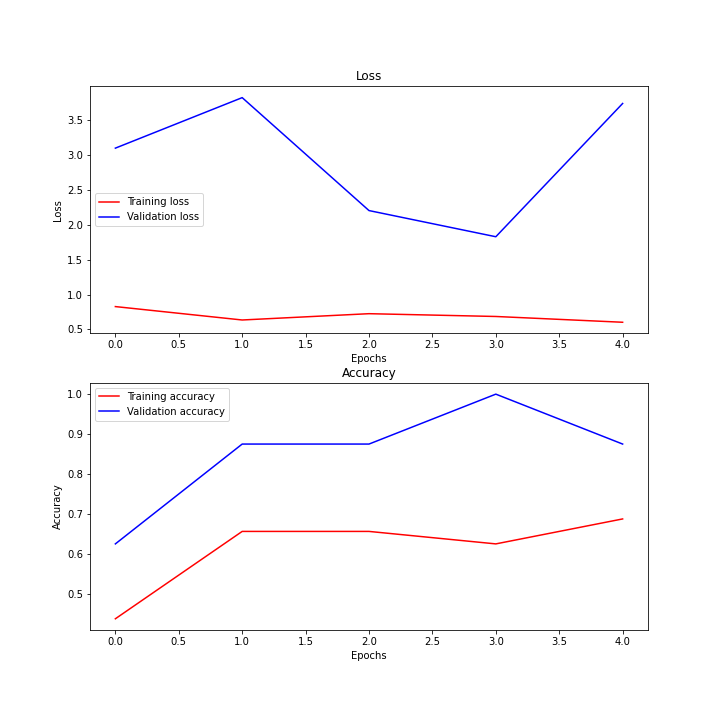 Loss
3.5
3.0
2.5
2.0
1.5
1.0
0.5
Loss
Training loss
Validation loss
0.0 0.5 1.0 1.5 2.0 2.5 3.0 3.5 4.0
Epochs
Accuracy
1.0
0.9
0.8
0.7
0.6
0.5
Accuracy
Training accuracy
Validation accuracy
0.0 0.5 1.0 1.5 2.0 2.5 3.0 3.5 4.0
Epochs